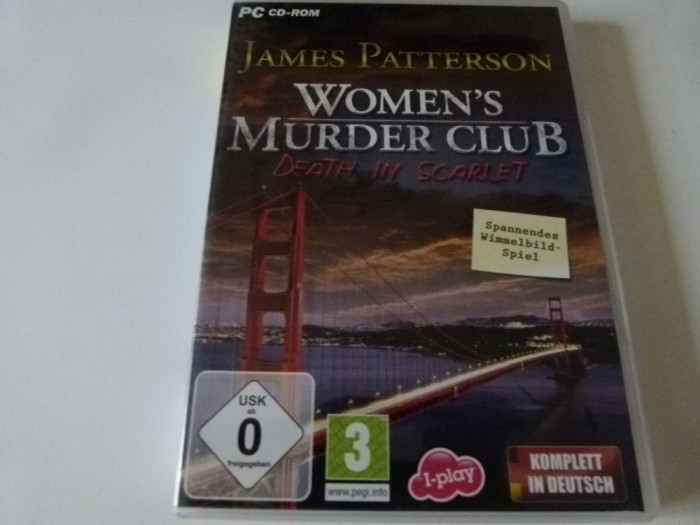 PC CD-ROM
JAMES PATTERSON
WOMEN'S
MURDER CLUB
DEATH IN SCARLET
Spannendes
Wimmelbild-
Spiel
USK
ab
0
freigegeben
3
www.pegi.info
i-play
KOMPLETT
IN DEUTSCH